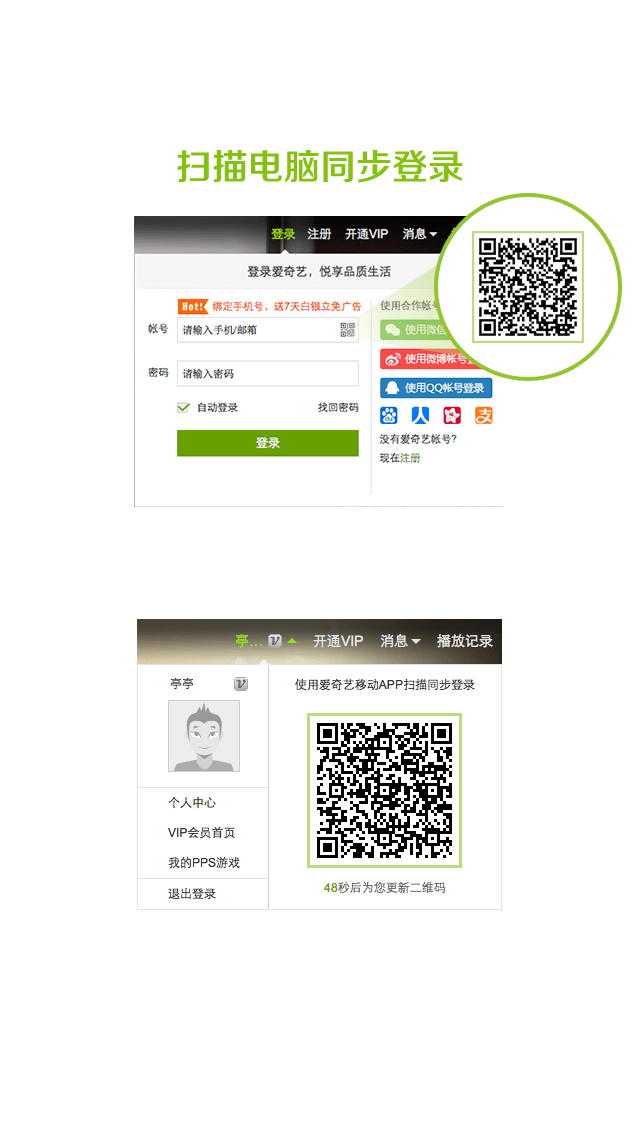 扫描电脑同步登录
登录 注册 开通VIP 消息
登录爱奇艺，悦享品质生活
Hot! 绑定手机号，送7天白银立免广告
使用合作帐号
帐号 请输入手机/邮箱
使用微信
使用微博帐号登
密码 请输入密码
使用QQ帐号登录
自动登录 找回密码
没有爱奇艺帐号?
登录
现在注册
亭... 开通VIP 消息 播放记录
亭亭
使用爱奇艺移动APP扫描同步登录
个人中心
VIP会员首页
我的PPS游戏
退出登录
48秒后为您更新二维码